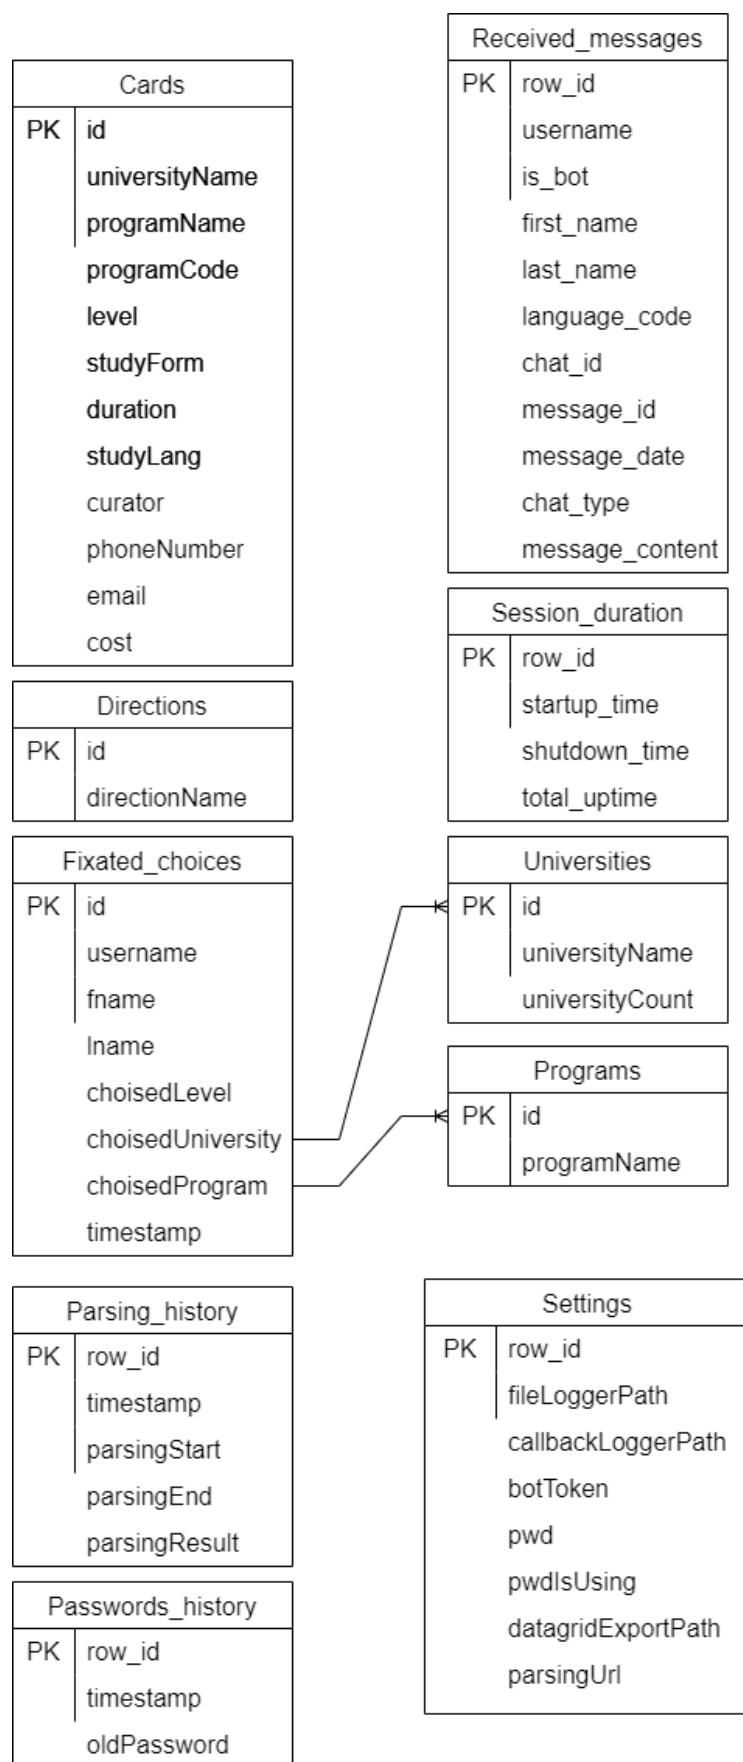 Cards
PK id
universityName
programName
programCode
level
studyForm
duration
studyLang
curator
phoneNumber
email
cost
Directions
PK id
directionName
Fixated_choices
PK id
username
fname
lname
choisedLevel
choisedUniversity
choisedProgram
timestamp
Parsing_history
PK row_id
timestamp
parsingStart
parsingEnd
parsingResult
Passwords_history
PK row_id
timestamp
oldPassword
Received_messages
PK row_id
username
is_bot
first_name
last_name
language_code
chat_id
message_id
message_date
chat_type
message_content
Session_duration
PK row_id
startup_time
shutdown_time
total_uptime
Universities
PK id
universityName
universityCount
Programs
PK id
programName
Settings
PK row_id
fileLoggerPath
callbackLoggerPath
botToken
pwd
pwdIsUsing
datagridExportPath
parsingUrl